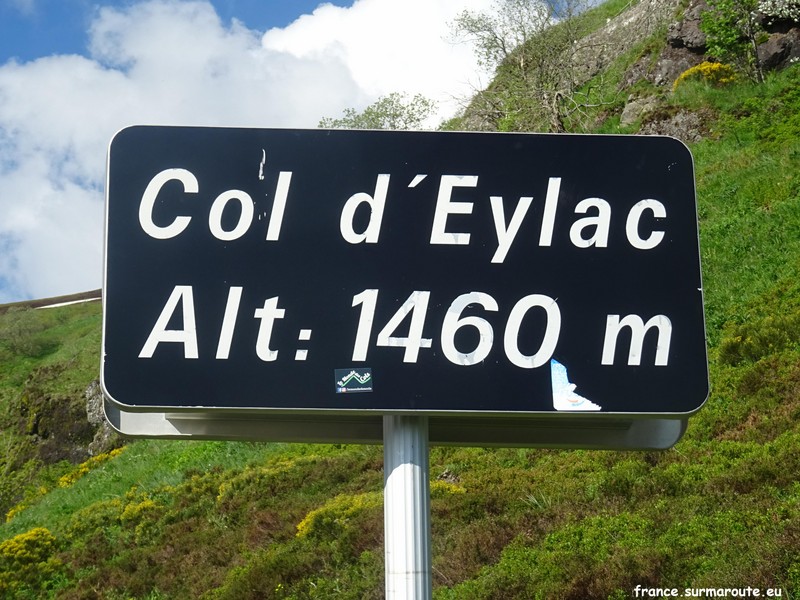 Col d'Eylac
Alt: 1460 m
france.surmaroute.eu